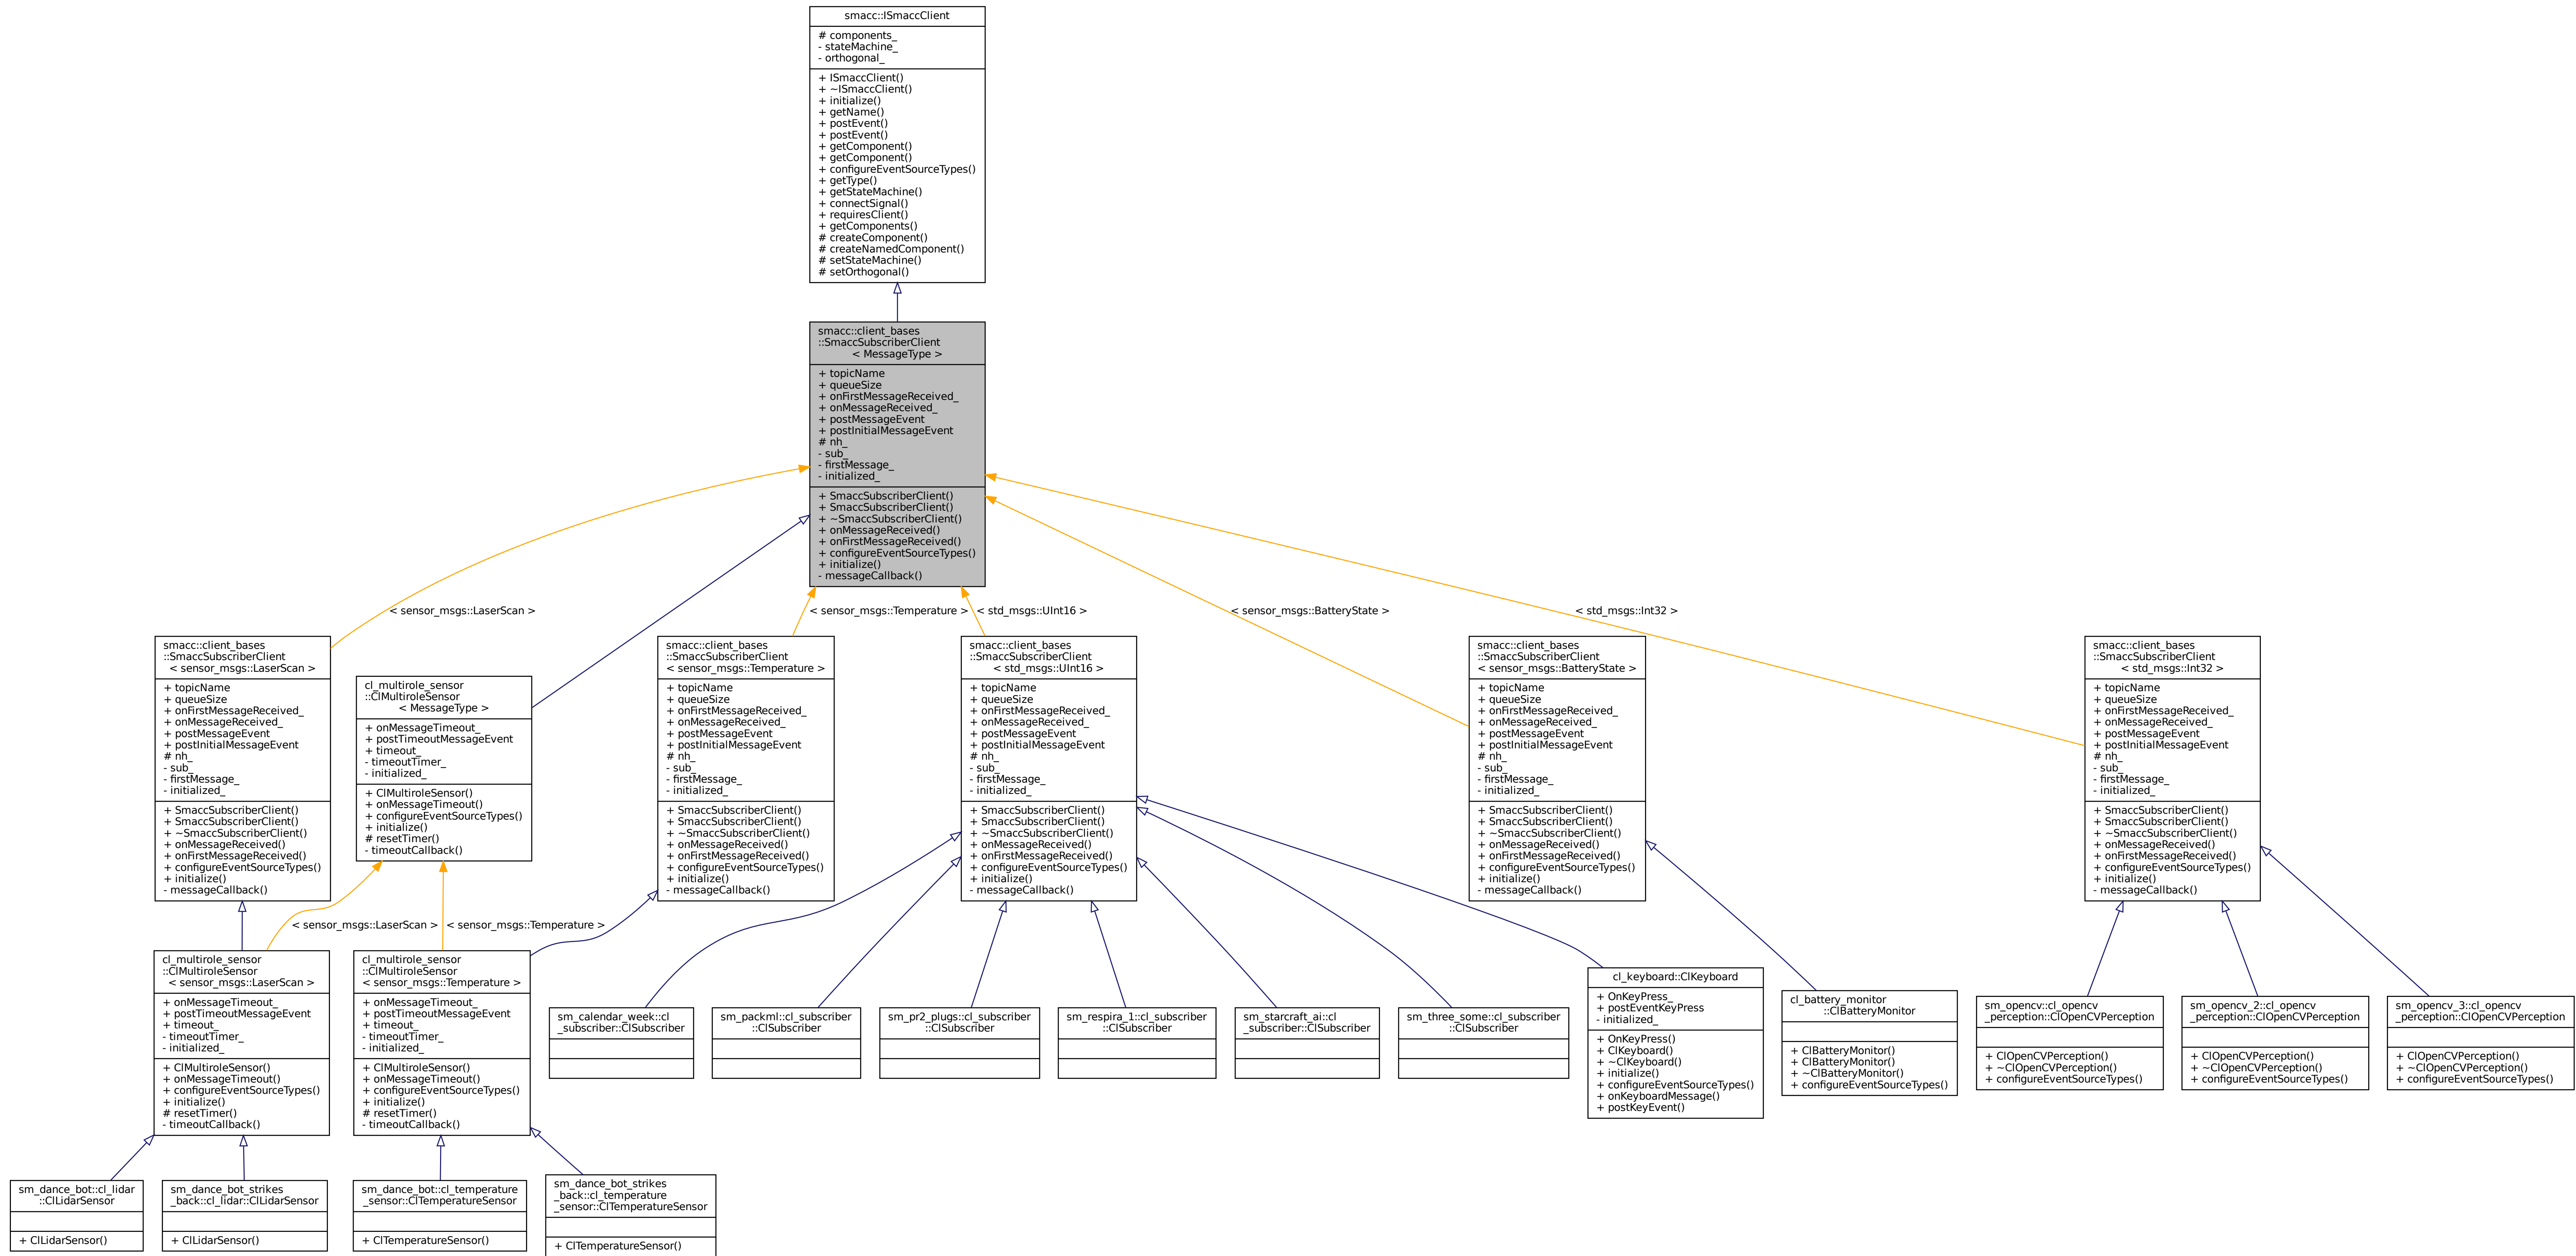 smacc::ISmaccClient
# components_
- stateMachine_
- orthogonal_
+ ISmaccClient()
+ ~ISmaccClient()
+ initialize()
+ getName()
+ postEvent()
+ postEvent()
+ getComponent()
+ getComponent()
+ configureEventSourceTypes()
+ getType()
+ getStateMachine()
+ connectSignal()
+ requiresClient()
+ getComponents()
# createComponent()
# createNamedComponent()
# setStateMachine()
# setOrthogonal()
smacc::client_bases
::SmaccSubscriberClient
< MessageType >
+ topicName
+ queueSize
+ onFirstMessageReceived_
+ onMessageReceived_
+ postMessageEvent
+ postInitialMessageEvent
# nh_
- sub_
- firstMessage_
- initialized_
+ SmaccSubscriberClient()
+ SmaccSubscriberClient()
+ ~SmaccSubscriberClient()
+ onMessageReceived()
+ onFirstMessageReceived()
+ configureEventSourceTypes()
+ initialize()
- messageCallback()
< sensor_msgs::LaserScan >
< sensor_msgs::Temperature >
< std_msgs::UInt16 >
< sensor_msgs::BatteryState >
< std_msgs::Int32 >
smacc::client_bases
::SmaccSubscriberClient
< sensor_msgs::LaserScan >
+ topicName
+ queueSize
+ onFirstMessageReceived_
+ onMessageReceived_
+ postMessageEvent
+ postInitialMessageEvent
# nh_
- sub_
- firstMessage_
- initialized_
+ SmaccSubscriberClient()
+ SmaccSubscriberClient()
+ ~SmaccSubscriberClient()
+ onMessageReceived()
+ onFirstMessageReceived()
+ configureEventSourceTypes()
+ initialize()
- messageCallback()
cl_multirole_sensor
::ClMultiroleSensor
< MessageType >
+ onMessageTimeout_
+ postTimeoutMessageEvent
+ timeout_
- timeoutTimer_
- initialized_
+ ClMultiroleSensor()
+ onMessageTimeout()
+ configureEventSourceTypes()
+ initialize()
# resetTimer()
- timeoutCallback()
smacc::client_bases
::SmaccSubscriberClient
< sensor_msgs::Temperature >
+ topicName
+ queueSize
+ onFirstMessageReceived_
+ onMessageReceived_
+ postMessageEvent
+ postInitialMessageEvent
# nh_
- sub_
- firstMessage_
- initialized_
+ SmaccSubscriberClient()
+ SmaccSubscriberClient()
+ ~SmaccSubscriberClient()
+ onMessageReceived()
+ onFirstMessageReceived()
+ configureEventSourceTypes()
+ initialize()
- messageCallback()
smacc::client_bases
::SmaccSubscriberClient
< std_msgs::UInt16 >
+ topicName
+ queueSize
+ onFirstMessageReceived_
+ onMessageReceived_
+ postMessageEvent
+ postInitialMessageEvent
# nh_
- sub_
- firstMessage_
- initialized_
+ SmaccSubscriberClient()
+ SmaccSubscriberClient()
+ ~SmaccSubscriberClient()
+ onMessageReceived()
+ onFirstMessageReceived()
+ configureEventSourceTypes()
+ initialize()
- messageCallback()
smacc::client_bases
::SmaccSubscriberClient
< sensor_msgs::BatteryState >
+ topicName
+ queueSize
+ onFirstMessageReceived_
+ onMessageReceived_
+ postMessageEvent
+ postInitialMessageEvent
# nh_
- sub_
- firstMessage_
- initialized_
+ SmaccSubscriberClient()
+ SmaccSubscriberClient()
+ ~SmaccSubscriberClient()
+ onMessageReceived()
+ onFirstMessageReceived()
+ configureEventSourceTypes()
+ initialize()
- messageCallback()
smacc::client_bases
::SmaccSubscriberClient
< std_msgs::Int32 >
+ topicName
+ queueSize
+ onFirstMessageReceived_
+ onMessageReceived_
+ postMessageEvent
+ postInitialMessageEvent
# nh_
- sub_
- firstMessage_
- initialized_
+ SmaccSubscriberClient()
+ SmaccSubscriberClient()
+ ~SmaccSubscriberClient()
+ onMessageReceived()
+ onFirstMessageReceived()
+ configureEventSourceTypes()
+ initialize()
- messageCallback()
< sensor_msgs::LaserScan >
< sensor_msgs::Temperature >
cl_multirole_sensor
::ClMultiroleSensor
< sensor_msgs::LaserScan >
+ onMessageTimeout_
+ postTimeoutMessageEvent
+ timeout_
- timeoutTimer_
- initialized_
+ ClMultiroleSensor()
+ onMessageTimeout()
+ configureEventSourceTypes()
+ initialize()
# resetTimer()
- timeoutCallback()
cl_multirole_sensor
::ClMultiroleSensor
< sensor_msgs::Temperature >
+ onMessageTimeout_
+ postTimeoutMessageEvent
+ timeout_
- timeoutTimer_
- initialized_
+ ClMultiroleSensor()
+ onMessageTimeout()
+ configureEventSourceTypes()
+ initialize()
# resetTimer()
- timeoutCallback()
sm_calendar_week::cl
_subscriber::ClSubscriber
sm_packml::cl_subscriber
::ClSubscriber
sm_pr2_plugs::cl_subscriber
::ClSubscriber
sm_respira_1::cl_subscriber
::ClSubscriber
sm_starcraft_ai::cl
_subscriber::ClSubscriber
sm_three_some::cl_subscriber
::ClSubscriber
cl_keyboard::ClKeyboard
+ OnKeyPress_
+ postEventKeyPress
- initialized_
+ OnKeyPress()
+ ClKeyboard()
+ ~ClKeyboard()
+ initialize()
+ configureEventSourceTypes()
+ onKeyboardMessage()
+ postKeyEvent()
cl_battery_monitor
::ClBatteryMonitor
+ ClBatteryMonitor()
+ ClBatteryMonitor()
+ ~ClBatteryMonitor()
+ configureEventSourceTypes()
sm_opencv::cl_opencv
_perception::ClOpenCVPerception
+ ClOpenCVPerception()
+ ~ClOpenCVPerception()
+ configureEventSourceTypes()
sm_opencv_2::cl_opencv
_perception::ClOpenCVPerception
+ ClOpenCVPerception()
+ ~ClOpenCVPerception()
+ configureEventSourceTypes()
sm_opencv_3::cl_opencv
_perception::ClOpenCVPerception
+ ClOpenCVPerception()
+ ~ClOpenCVPerception()
+ configureEventSourceTypes()
sm_dance_bot::cl_lidar
::ClLidarSensor
+ ClLidarSensor()
sm_dance_bot_strikes
_back::cl_lidar::ClLidarSensor
+ ClLidarSensor()
sm_dance_bot::cl_temperature
_sensor::ClTemperatureSensor
+ ClTemperatureSensor()
sm_dance_bot_strikes
_back::cl_temperature
_sensor::ClTemperatureSensor
+ ClTemperatureSensor()